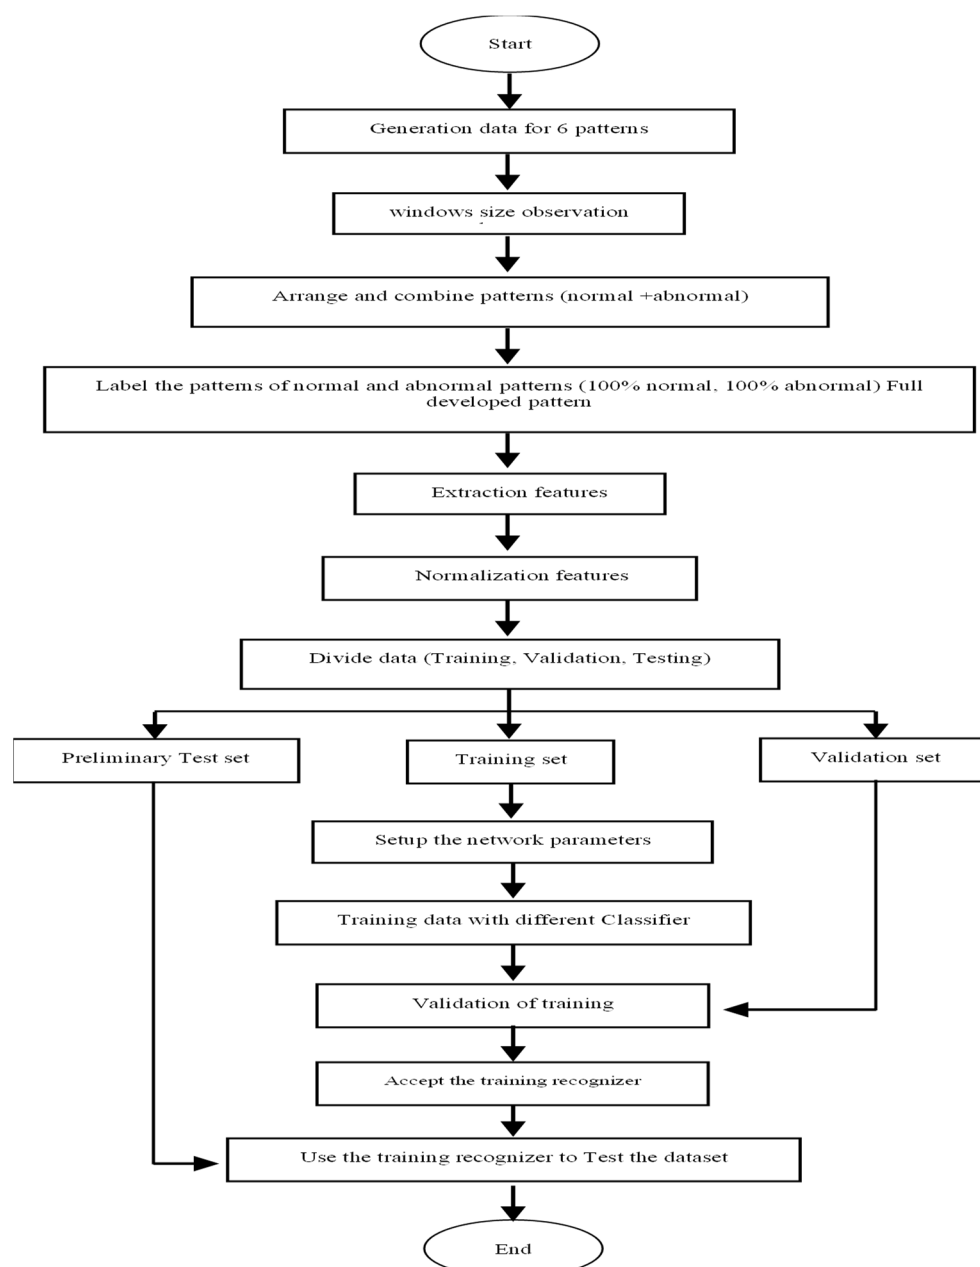 Start
Generation data for 6 patterns
windows size observation
Arrange and combine patterns (normal +abnormal)
Label the patterns of normal and abnormal patterns (100% normal, 100% abnormal) Full
developed pattern
Extraction features
Normalization features
Divide data (Training, Validation, Testing)
Preliminary Test set
Training set
Validation set
Setup the network parameters
Training data with different Classifier
Validation of training
Accept the training recognizer
Use the training recognizer to Test the dataset
End